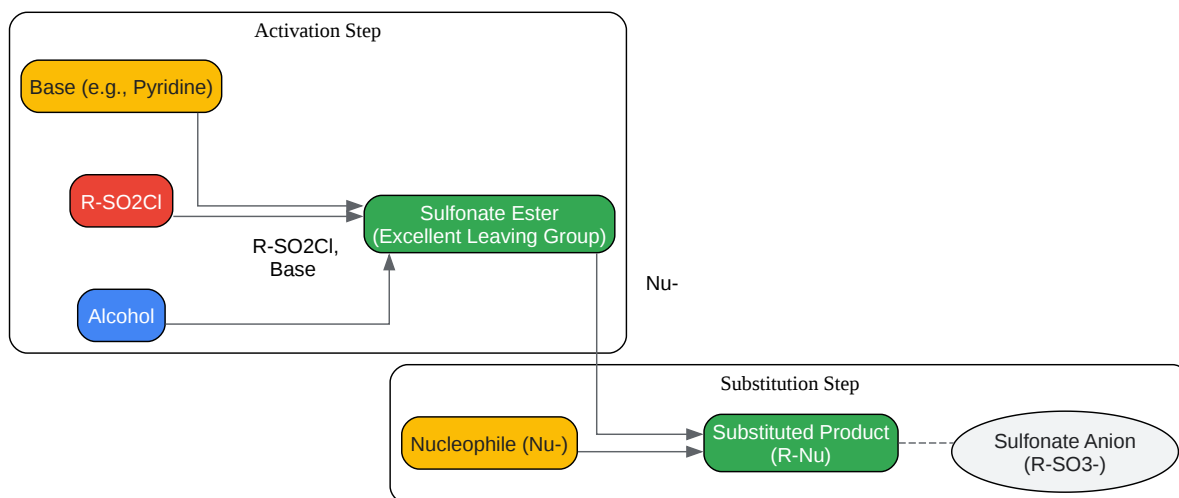 Activation Step
Base (e.g., Pyridine)
R-SO2Cl
Sulfonate Ester
(Excellent Leaving Group)
R-SO2Cl,
Base
Alcohol
Nu-
Substitution Step
Nucleophile (Nu-)
Substituted Product
(R-Nu)
Sulfonate Anion
(R-SO3-)